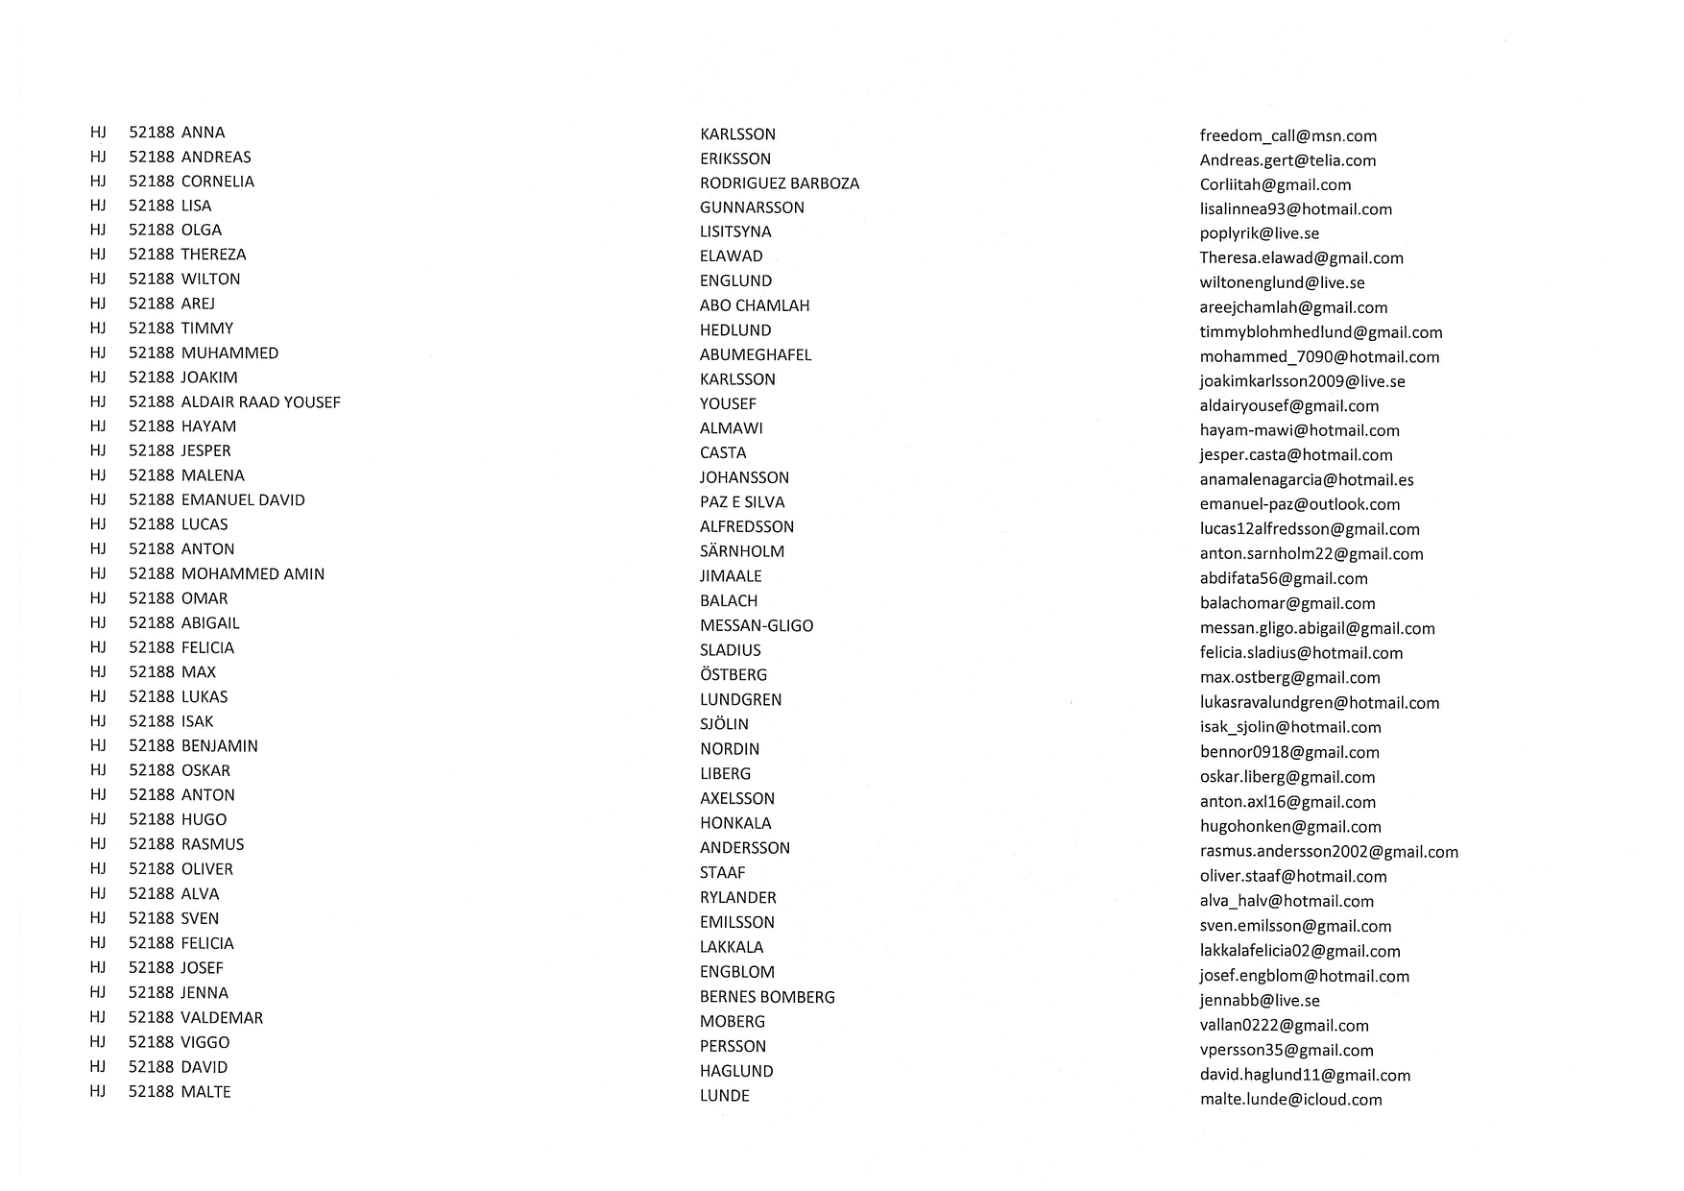 HJ 52188 ANNA KARLSSON freedom_call@msn.com
HJ 52188 ANDREAS ERIKSSON Andreas.gert@telia.com
HJ 52188 CORNELIA RODRIGUEZ BARBOZA Corliitah@gmail.com
HJ 52188 LISA GUNNARSSON lisalinnea93@hotmail.com
HJ 52188 OLGA LISITSYNA poplyrik@live.se
HJ 52188 THEREZA ELAWAD Theresa.elawad@gmail.com
HJ 52188 WILTON ENGLUND wiltonenglund@live.se
HJ 52188 AREJ ABO CHAMLAH areejchamlah@gmail.com
HJ 52188 TIMMY HEDLUND timmyblohmhedlund@gmail.com
HJ 52188 MUHAMMED ABUMEGHAFEL mohammed_7090@hotmail.com
HJ 52188 JOAKIM KARLSSON joakimkarlsson2009@live.se
HJ 52188 ALDAIR RAAD YOUSEF YOUSEF aldairyousef@gmail.com
HJ 52188 HAYAM ALMAWI hayam-mawi@hotmail.com
HJ 52188 JESPER CASTA jesper.casta@hotmail.com
HJ 52188 MALENA JOHANSSON anamalenagarcia@hotmail.es
HJ 52188 EMANUEL DAVID PAZ E SILVA emanuel-paz@outlook.com
HJ 52188 LUCAS ALFREDSSON lucas12alfredsson@gmail.com
HJ 52188 ANTON SÄRNHOLM anton.sarnholm22@gmail.com
HJ 52188 MOHAMMED AMIN JIMAALE abdifata56@gmail.com
HJ 52188 OMAR BALACH balachomar@gmail.com
HJ 52188 ABIGAIL MESSAN-GLIGO messan.gligo.abigail@gmail.com
HJ 52188 FELICIA SLADIUS felicia.sladius@hotmail.com
HJ 52188 MAX ÖSTBERG max.ostberg@gmail.com
HJ 52188 LUKAS LUNDGREN lukasravalundgren@hotmail.com
HJ 52188 ISAK SJÖLIN isak_sjolin@hotmail.com
HJ 52188 BENJAMIN NORDIN bennor0918@gmail.com
HJ 52188 OSKAR LIBERG oskar.liberg@gmail.com
HJ 52188 ANTON AXELSSON anton.axl16@gmail.com
HJ 52188 HUGO HONKALA hugohonken@gmail.com
HJ 52188 RASMUS ANDERSSON rasmus.andersson2002@gmail.com
HJ 52188 OLIVER STAAF oliver.staaf@hotmail.com
HJ 52188 ALVA RYLANDER alva_halv@hotmail.com
HJ 52188 SVEN EMILSSON sven.emilsson@gmail.com
HJ 52188 FELICIA LAKKALA lakkalafelicia02@gmail.com
HJ 52188 JOSEF ENGBLOM josef.engblom@hotmail.com
HJ 52188 JENNA BERNES BOMBERG jennabb@live.se
HJ 52188 VALDEMAR MOBERG vallan0222@gmail.com
HJ 52188 VIGGO PERSSON vpersson35@gmail.com
HJ 52188 DAVID HAGLUND david.haglund11@gmail.com
HJ 52188 MALTE LUNDE malte.lunde@icloud.com